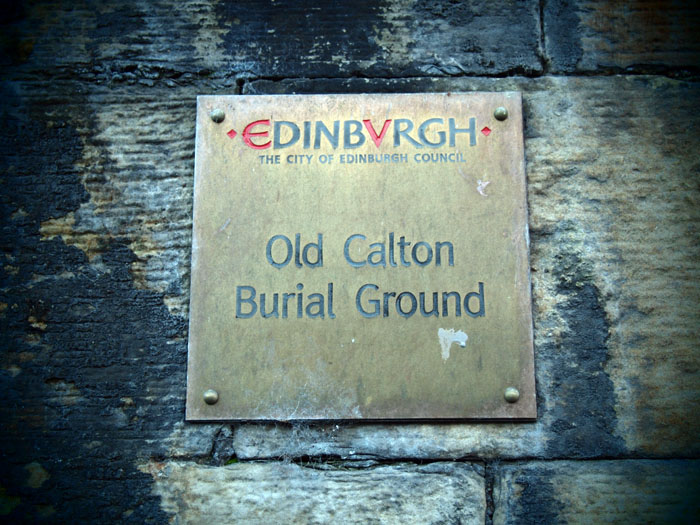 EDINBVRGH
THE CITY OF EDINBURGH COUNCIL
Old Calton
Burial Ground